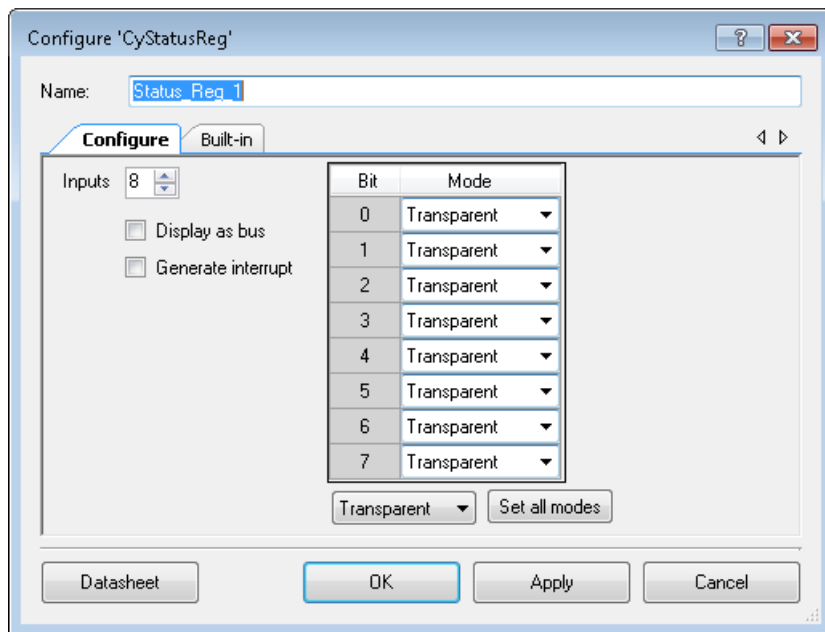 Configure 'CyStatusReg'
Name: Status_Reg_1
Configure Built-in
Inputs 8
Display as bus
Generate interrupt
Bit Mode
0 Transparent
1 Transparent
2 Transparent
3 Transparent
4 Transparent
5 Transparent
6 Transparent
7 Transparent
Transparent Set all modes
Datasheet OK Apply Cancel